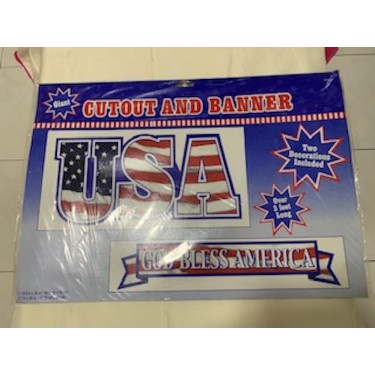 Giant
CUTOUT AND BANNER
USA
Two
Decorations
Included
Over
2 feet
Long
GOD BLESS AMERICA